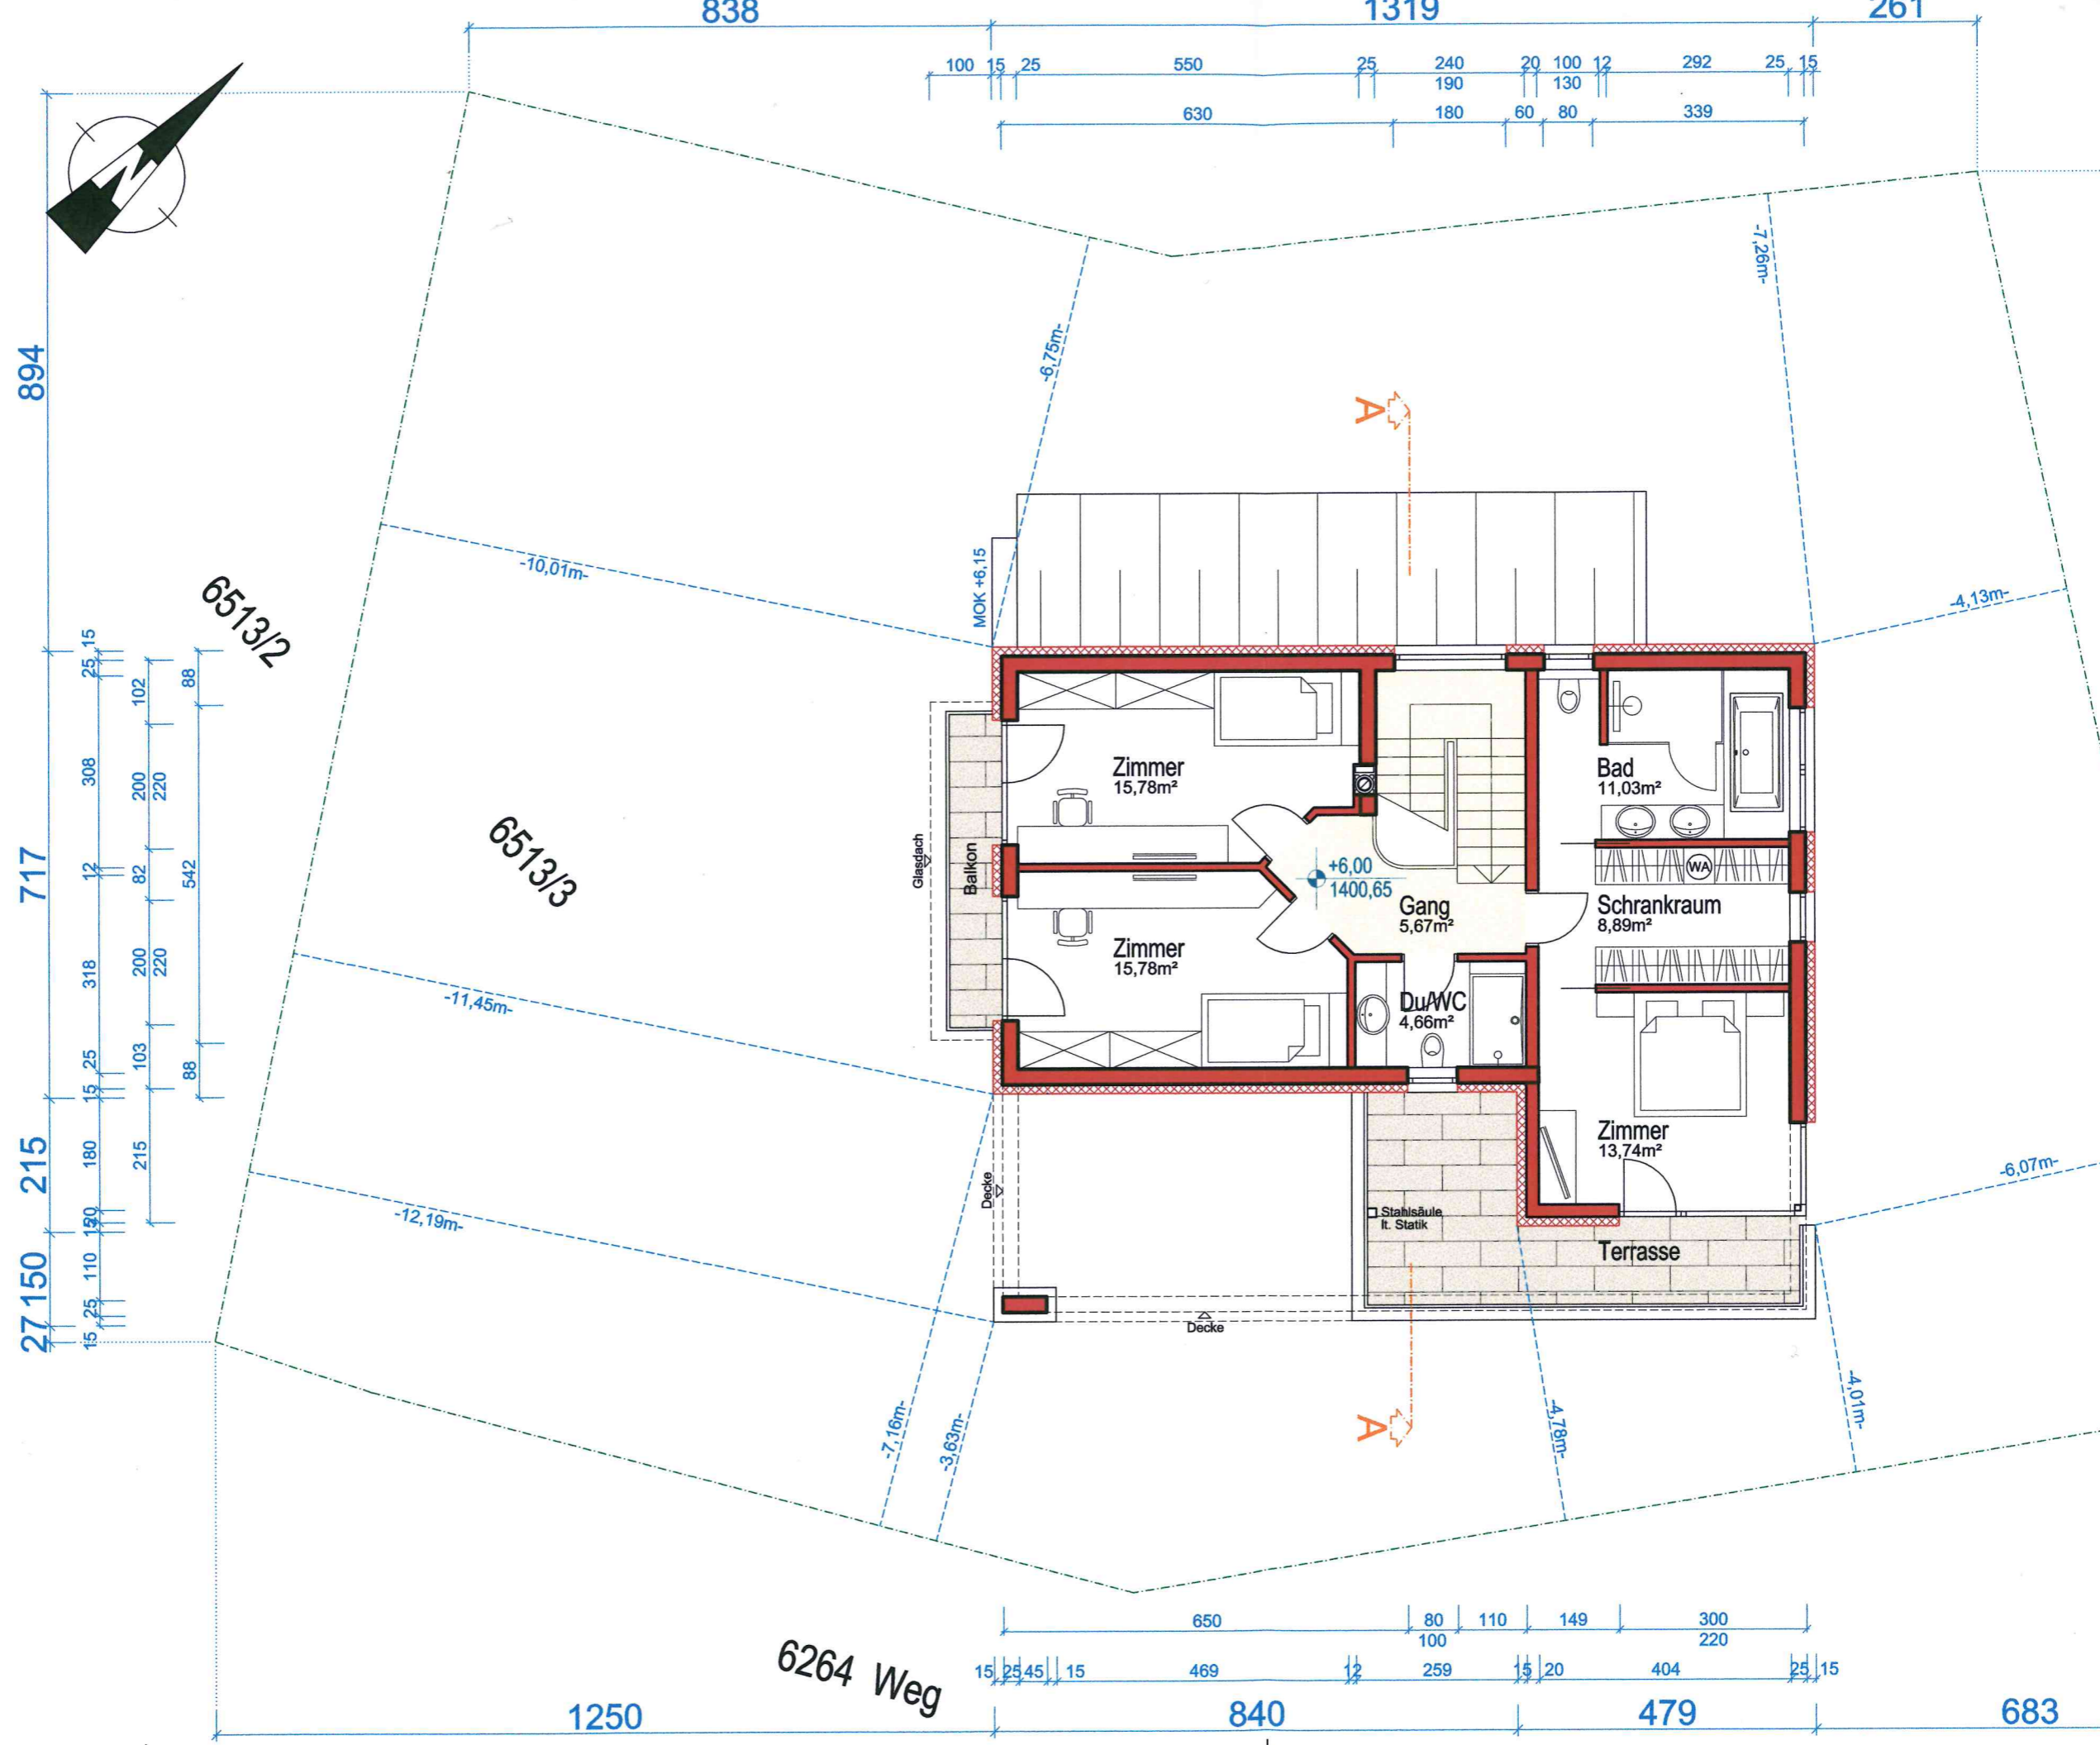 838 1319 261
100 15 25 550 25 240 20 100 12 292 25 15
190 130
630 180 60 80 339
-7,26m-
-6,75m-
894
A
-10,01m-
-4,13m-
6513/2
MOK +6,15
15
25
102
88
308
200
220
717
12
82
542
318
200
220
25
103
88
15
215
180
215
20
15
150
110
25
27
15
Zimmer
15,78m²
Bad
11,03m²
6513/3
Glasdach
Balkon
+6,00
1400,65
WA
Gang
5,67m²
Schrankraum
8,89m²
Zimmer
15,78m²
-11,45m-
Du/WC
4,66m²
Zimmer
13,74m²
-6,07m-
Decke
-12,19m-
Stahlsäule
lt. Statik
Terrasse
Decke
A
-7,16m-
-3,63m-
-4,78m-
-4,01m-
650 80 110 149 300
100 220
6264 Weg
15 25 45 15 469 12 259 15 20 404 25 15
1250 840 479 683